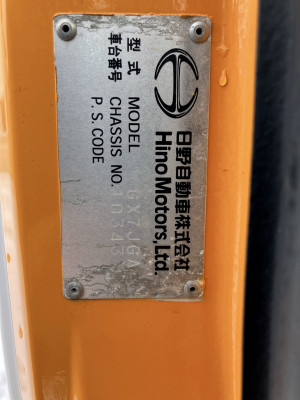 日野自動車株式会社
Hino Motors, Ltd.
型式 MODEL
車台番号 CHASSIS NO.
P.S.CODE